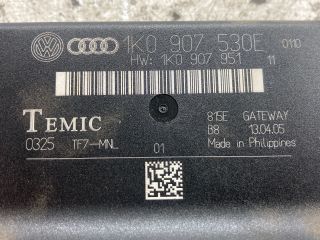 1K0 907 530E 0110
HW: 1K0 907 951 11
TEMIC 815E GATEWAY
B8 13.04.05
0325 TF7-MNL 01 Made in Philippines